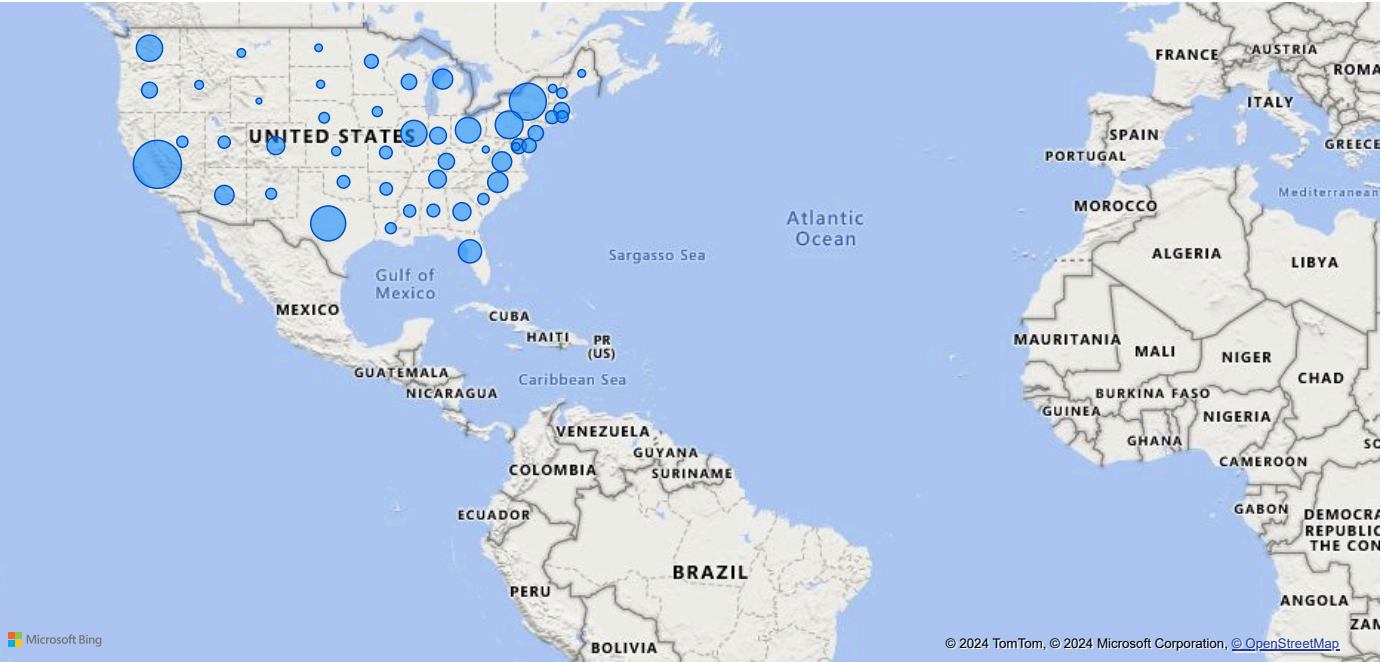 FRANCE
AUSTRIA
ROMA
ITALY
UNITED STATES
SPAIN
PORTUGAL
GREECE
Mediterranean
MOROCCO
Atlantic
Ocean
Sargasso Sea
ALGERIA
LIBYA
Gulf of
Mexico
MEXICO
CUBA
HAITI
PR
(US)
MAURITANIA
MALI
NIGER
CHAD
GUATEMALA
Caribbean Sea
NICARAGUA
BURKINA FASO
GUINEA
NIGERIA
VENEZUELA
GHANA
SO
GUYANA
CAMEROON
COLOMBIA
SURINAME
ECUADOR
GABON
DEMOCRA
REPUBLIC
THE CON
BRAZIL
PERU
ANGOLA
ZAM
BOLIVIA
Microsoft Bing
© 2024 TomTom, © 2024 Microsoft Corporation, © OpenStreetMap